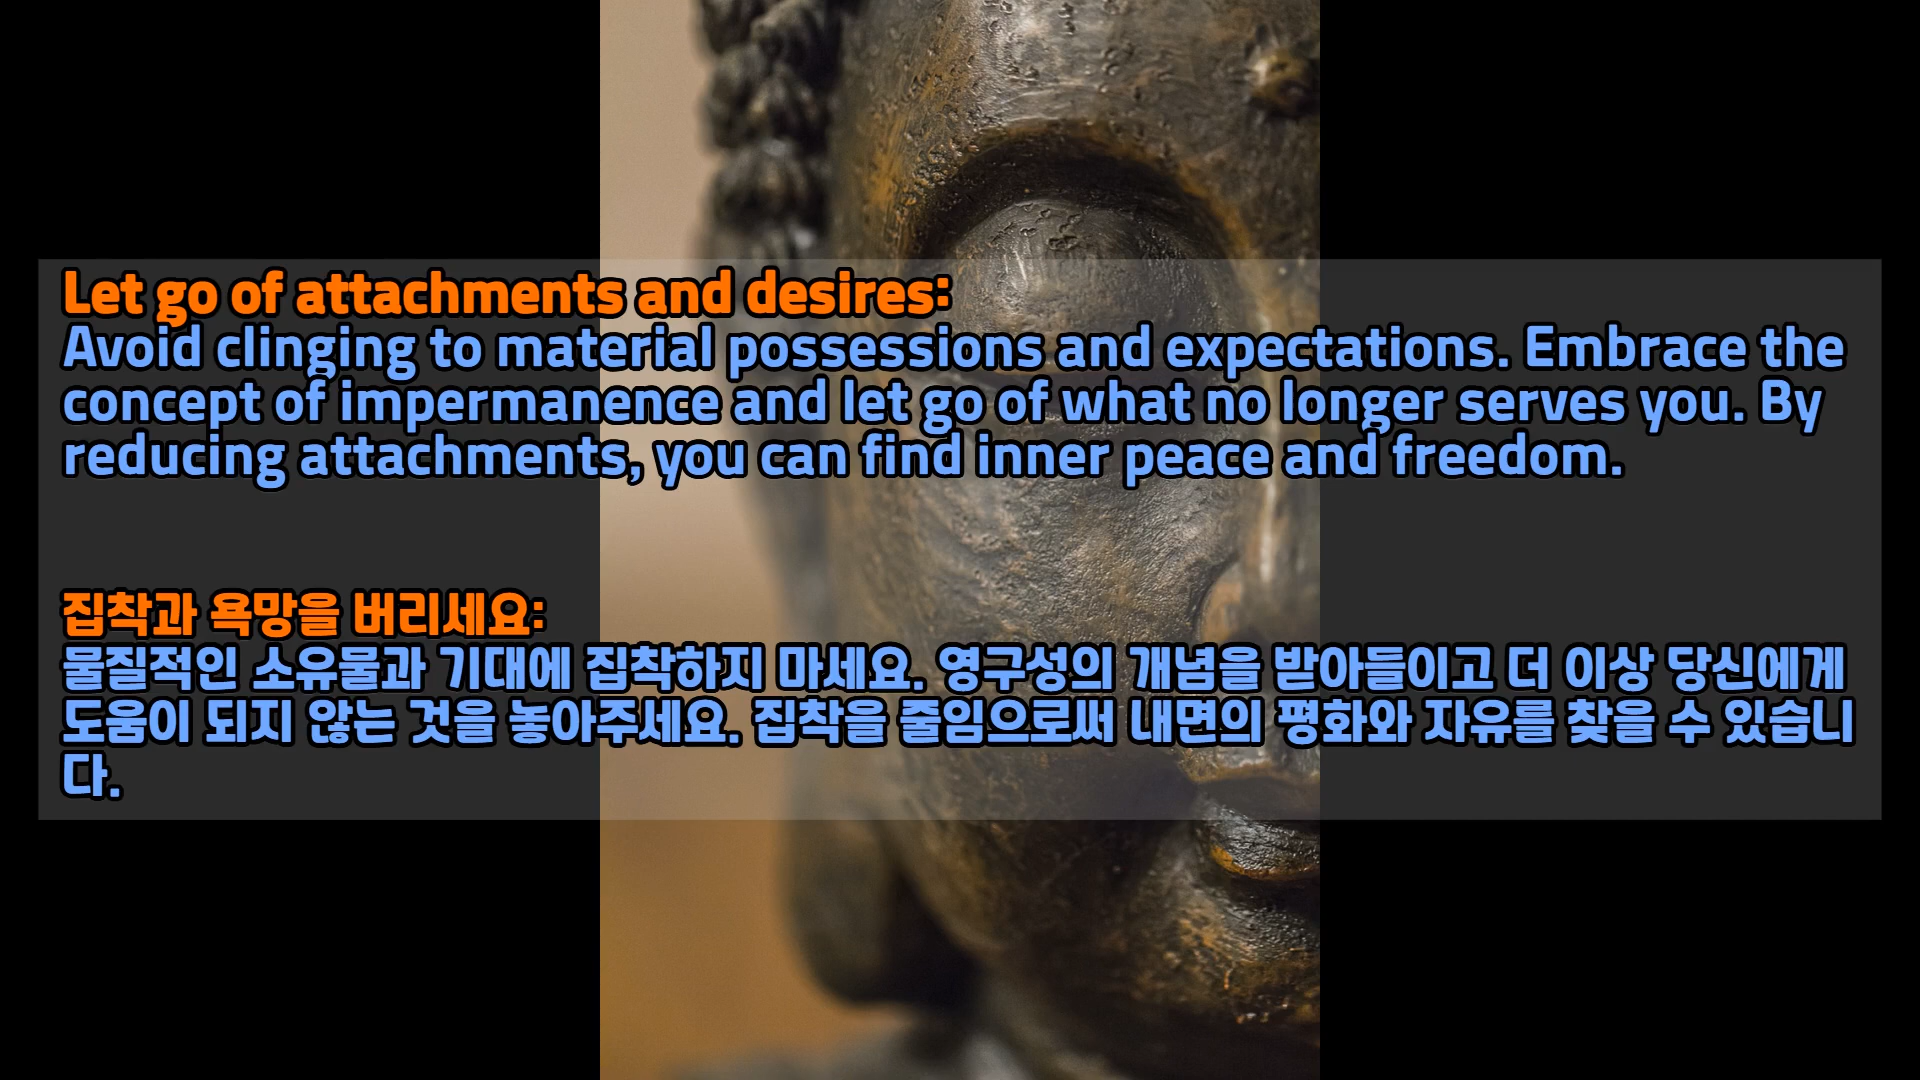 Let go of attachments and desires:
Avoid clinging to material possessions and expectations. Embrace the
concept of impermanence and let go of what no longer serves you. By
reducing attachments, you can find inner peace and freedom.
집착과 욕망을 버리세요:
물질적인 소유물과 기대에 집착하지 마세요. 영구성의 개념을 받아들이고 더 이상 당신에게
도움이 되지 않는 것을 놓아주세요. 집착을 줄임으로써 내면의 평화와 자유를 찾을 수 있습니
다.